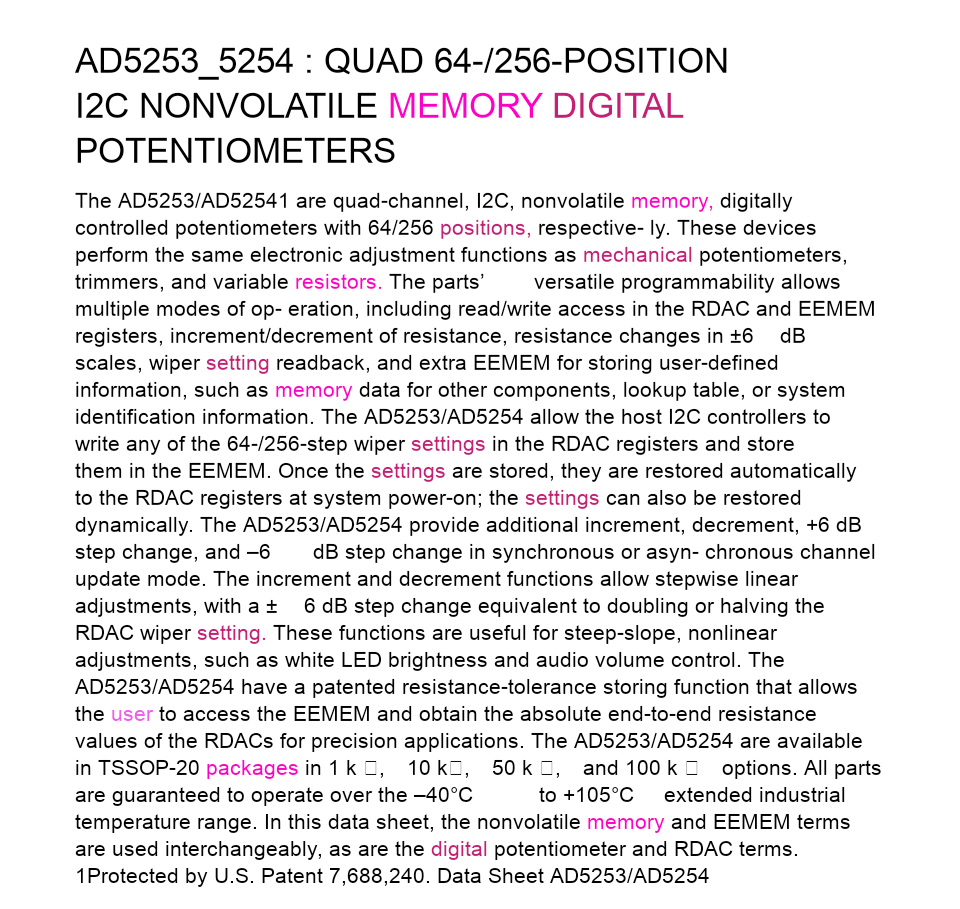 AD5253_5254 : QUAD 64-/256-POSITION
I2C NONVOLATILE MEMORY DIGITAL
POTENTIOMETERS
The AD5253/AD52541 are quad-channel, I2C, nonvolatile memory, digitally
controlled potentiometers with 64/256 positions, respective- ly. These devices
perform the same electronic adjustment functions as mechanical potentiometers,
trimmers, and variable resistors. The parts’ versatile programmability allows
multiple modes of op- eration, including read/write access in the RDAC and EEMEM
registers, increment/decrement of resistance, resistance changes in ±6 dB
scales, wiper setting readback, and extra EEMEM for storing user-defined
information, such as memory data for other components, lookup table, or system
identification information. The AD5253/AD5254 allow the host I2C controllers to
write any of the 64-/256-step wiper settings in the RDAC registers and store
them in the EEMEM. Once the settings are stored, they are restored automatically
to the RDAC registers at system power-on; the settings can also be restored
dynamically. The AD5253/AD5254 provide additional increment, decrement, +6 dB
step change, and –6 dB step change in synchronous or asyn- chronous channel
update mode. The increment and decrement functions allow stepwise linear
adjustments, with a ± 6 dB step change equivalent to doubling or halving the
RDAC wiper setting. These functions are useful for steep-slope, nonlinear
adjustments, such as white LED brightness and audio volume control. The
AD5253/AD5254 have a patented resistance-tolerance storing function that allows
the user to access the EEMEM and obtain the absolute end-to-end resistance
values of the RDACs for precision applications. The AD5253/AD5254 are available
in TSSOP-20 packages in 1 k □, 10 k□, 50 k □, and 100 k □ options. All parts
are guaranteed to operate over the –40°C to +105°C extended industrial
temperature range. In this data sheet, the nonvolatile memory and EEMEM terms
are used interchangeably, as are the digital potentiometer and RDAC terms.
1Protected by U.S. Patent 7,688,240. Data Sheet AD5253/AD5254